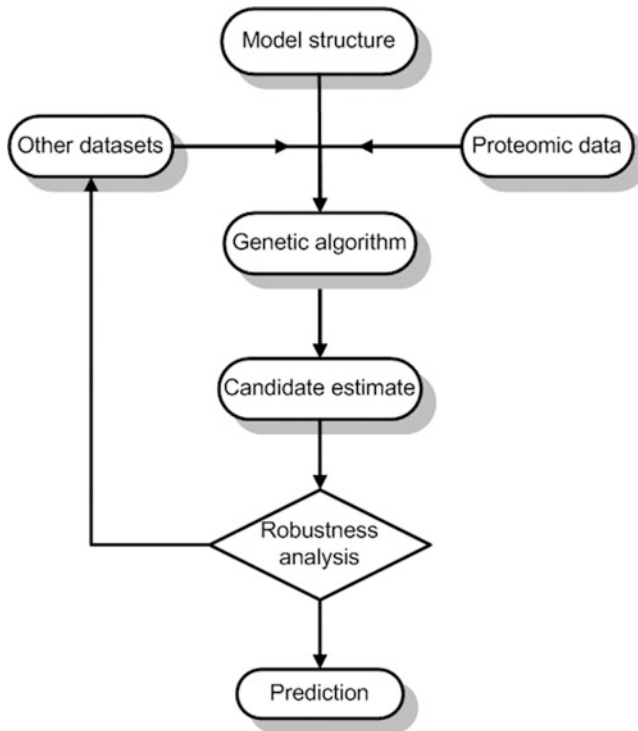 Model structure
Other datasets
Proteomic data
Genetic algorithm
Candidate estimate
Robustness
analysis
Prediction